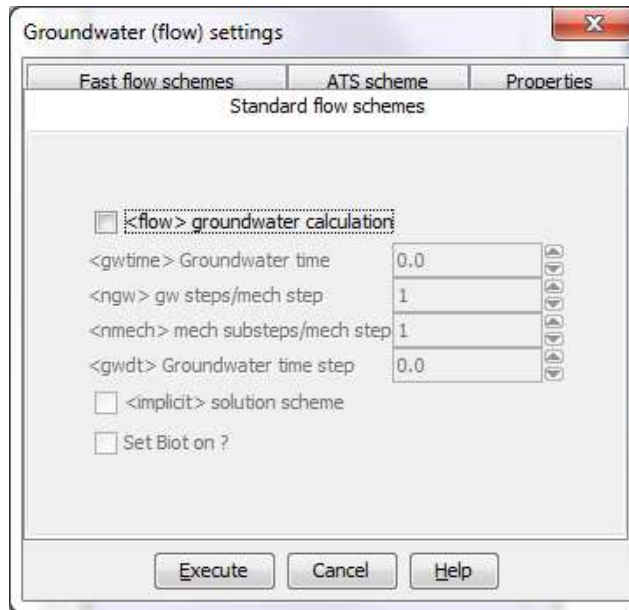 Groundwater (flow) settings
Fast flow schemes ATS scheme Properties
Standard flow schemes
<flow> groundwater calculation
<gwtime> Groundwater time 0.0
<ngw> gw steps/mech step 1
<nmech> mech substeps/mech step 1
<gwdt> Groundwater time step 0.0
<implicit> solution scheme
Set Biot on ?
Execute Cancel Help